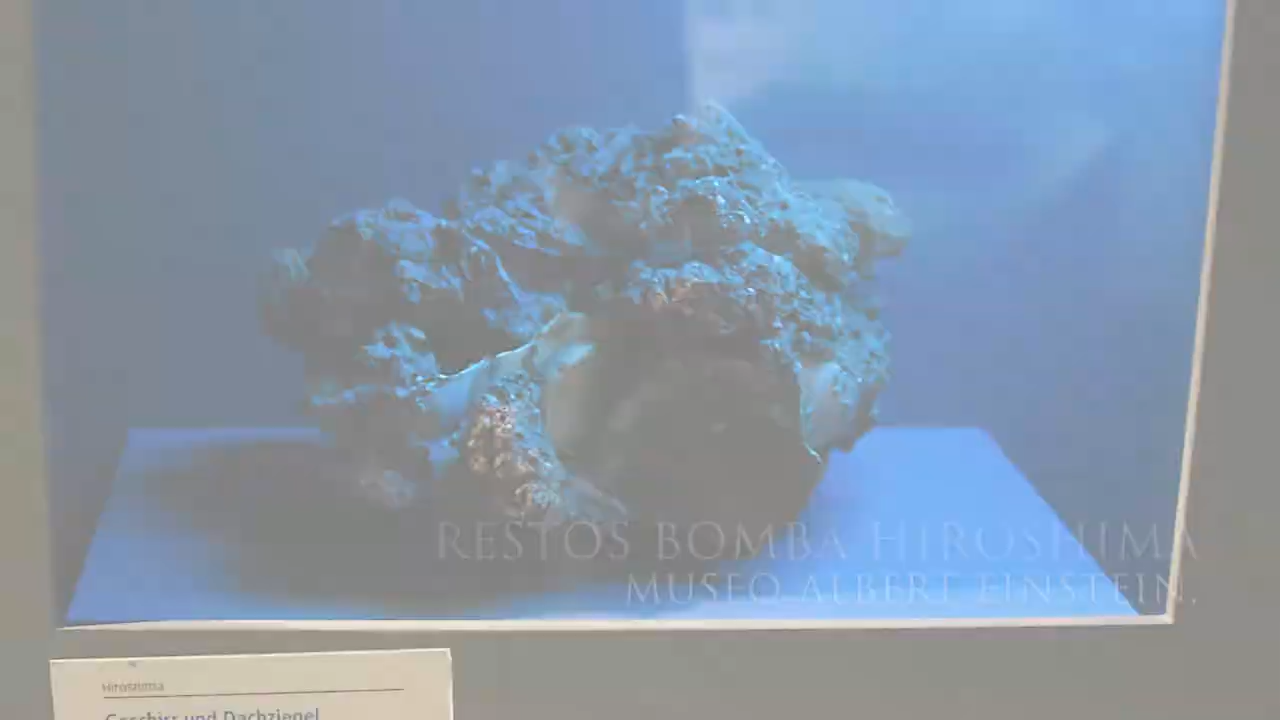 RESTOS BOMBA HIROSHIMA
MUSEO ALBERT EINSTEIN.
Hiroshima
Geschirr und Dachziegel